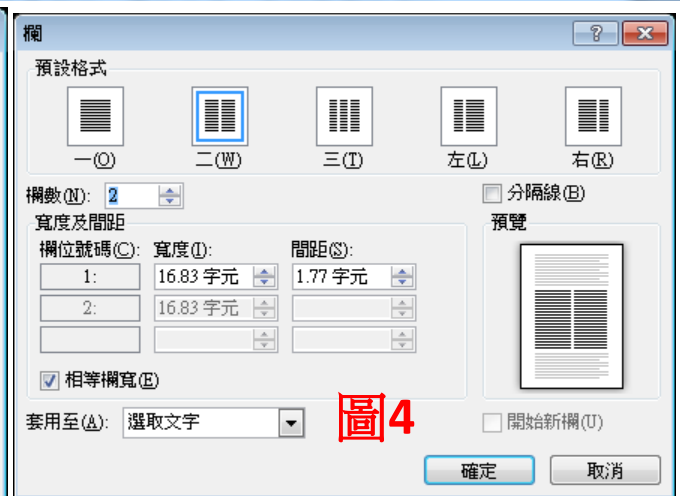 欄
預設格式
一(O) 二(W) 三(T) 左(L) 右(R)
欄數(N): 2 分隔線(B)
寬度及間距 預覽
欄位號碼(C): 寬度(I): 間距(S):
1: 16.83 字元 1.77 字元
2: 16.83 字元
相等欄寬(E)
套用至(A): 選取文字 圖4 開始新欄(U)
確定 取消